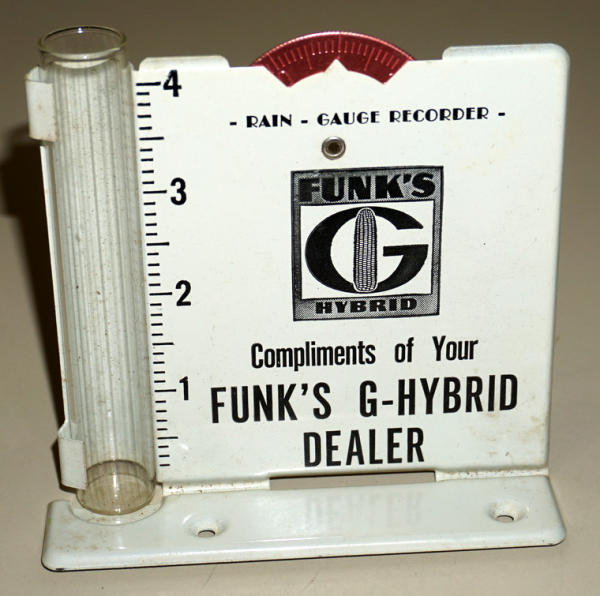 4
- RAIN - GAUGE RECORDER -
3
FUNK'S
G
HYBRID
2
Compliments of Your
1
FUNK'S G-HYBRID
DEALER